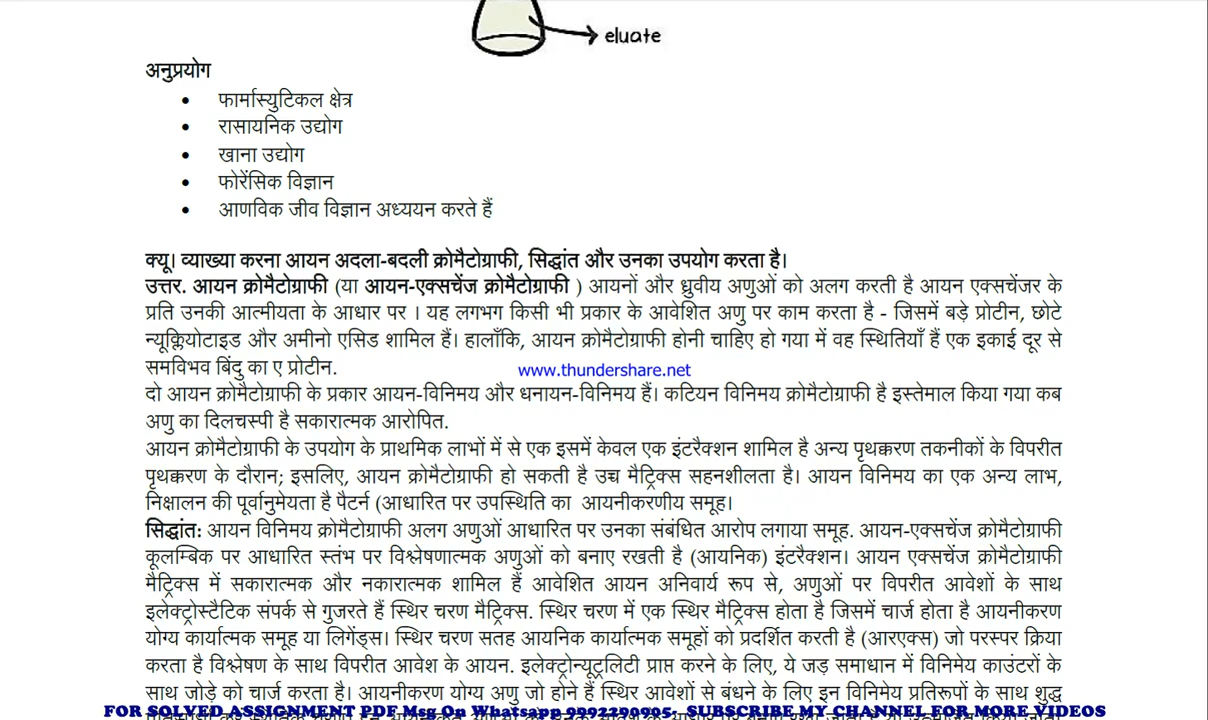 eluate
अनुप्रयोग
• फार्मास्युटिकल क्षेत्र
• रासायनिक उद्योग
• खाना उद्योग
• फोरेंसिक विज्ञान
• आणविक जीव विज्ञान अध्ययन करते हैं
क्यू। व्याख्या करना आयन अदला-बदली क्रोमैटोग्राफी, सिद्धांत और उनका उपयोग करता है।
उत्तर. आयन क्रोमैटोग्राफी (या आयन-एक्सचेंज क्रोमैटोग्राफी ) आयनों और ध्रुवीय अणुओं को अलग करती है आयन एक्सचेंजर के
प्रति उनकी आत्मीयता के आधार पर । यह लगभग किसी भी प्रकार के आवेशित अणु पर काम करता है - जिसमें बड़े प्रोटीन, छोटे
न्यूक्लियोटाइड और अमीनो एसिड शामिल हैं। हालाँकि, आयन क्रोमैटोग्राफी होनी चाहिए हो गया में वह स्थितियाँ हैं एक इकाई दूर से
समविभव बिंदु का ए प्रोटीन.
www.thundershare.net
दो आयन क्रोमैटोग्राफी के प्रकार आयन-विनिमय और धनायन-विनिमय हैं। कटियन विनिमय क्रोमैटोग्राफी है इस्तेमाल किया गया कब
अणु का दिलचस्पी है सकारात्मक आरोपित.
आयन क्रोमैटोग्राफी के उपयोग के प्राथमिक लाभों में से एक इसमें केवल एक इंटरैक्शन शामिल है अन्य पृथक्करण तकनीकों के विपरीत
पृथक्करण के दौरान; इसलिए, आयन क्रोमैटोग्राफी हो सकती है उच्च मैट्रिक्स सहनशीलता है। आयन विनिमय का एक अन्य लाभ,
निक्षालन की पूर्वानुमेयता है पैटर्न (आधारित पर उपस्थिति का आयनीकरणीय समूह।
सिद्धांत: आयन विनिमय क्रोमैटोग्राफी अलग अणुओं आधारित पर उनका संबंधित आरोप लगाया समूह. आयन-एक्सचेंज क्रोमैटोग्राफी
कूलम्बिक पर आधारित स्तंभ पर विश्लेषणात्मक अणुओं को बनाए रखती है (आयनिक) इंटरैक्शन। आयन एक्सचेंज क्रोमैटोग्राफी
मैट्रिक्स में सकारात्मक और नकारात्मक शामिल हैं आवेशित आयन अनिवार्य रूप से, अणुओं पर विपरीत आवेशों के साथ
इलेक्ट्रोस्टैटिक संपर्क से गुजरते हैं स्थिर चरण मैट्रिक्स. स्थिर चरण में एक स्थिर मैट्रिक्स होता है जिसमें चार्ज होता है आयनीकरण
योग्य कार्यात्मक समूह या लिगेंड्स। स्थिर चरण सतह आयनिक कार्यात्मक समूहों को प्रदर्शित करती है (आरएक्स) जो परस्पर क्रिया
करता है विश्लेषण के साथ विपरीत आवेश के आयन. इलेक्ट्रोन्यूट्रलिटी प्राप्त करने के लिए, ये जड़ समाधान में विनिमेय काउंटरों के
साथ जोड़े को चार्ज करता है। आयनीकरण योग्य अणु जो होने हैं स्थिर आवेशों से बंधने के लिए इन विनिमेय प्रतिरूपों के साथ शुद्ध
FOR SOLVED ASSIGNMENT PDF Msg On Whatsapp 9992290905- SUBSCRIBE MY CHANNEL FOR MORE VIDEOS